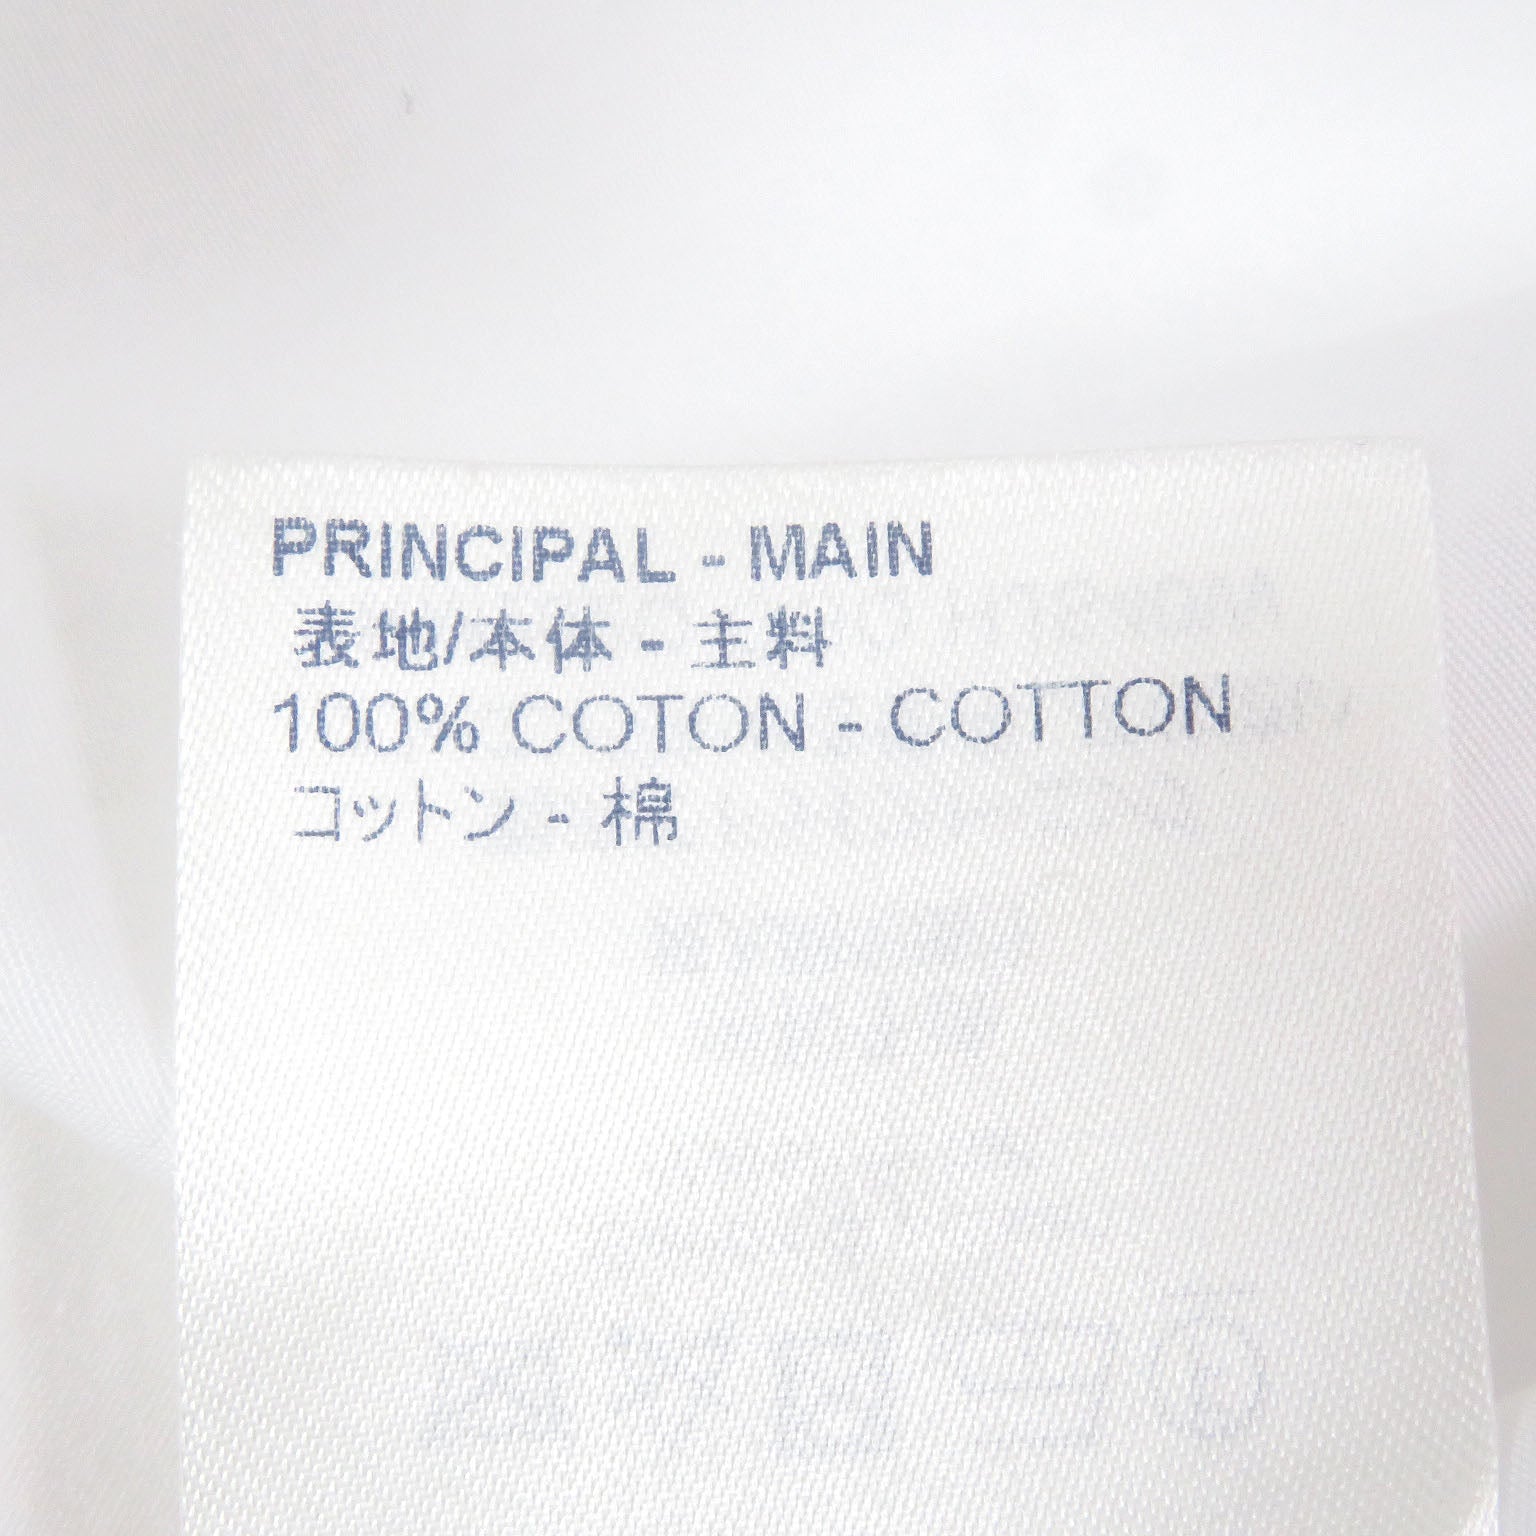 PRINCIPAL - MAIN
表地/本体 - 主料
100% COTON - COTTON
コットン - 棉